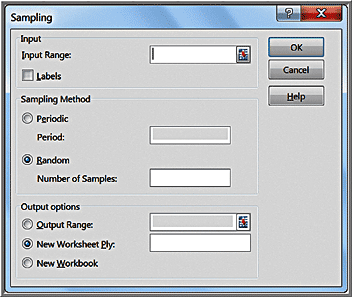 Sampling
Input
Input Range:
Labels
OK
Cancel
Help
Sampling Method
Periodic
Period:
Random
Number of Samples:
Output options
Output Range:
New Worksheet Ply:
New Workbook